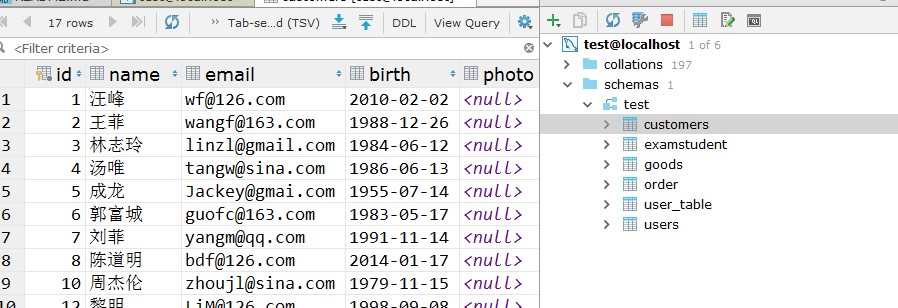 17 rows
Tab-se...d (TSV)
DDL
View Query
<Filter criteria>
id name email birth photo
1 1 汪峰 wf@126.com 2010-02-02 <null>
2 2 王菲 wangf@163.com 1988-12-26 <null>
3 3 林志玲 linzl@gmail.com 1984-06-12 <null>
4 4 汤唯 tangw@sina.com 1986-06-13 <null>
5 5 成龙 Jackey@gmai.com 1955-07-14 <null>
6 6 郭富城 guofc@163.com 1983-05-17 <null>
7 7 刘菲 yangm@qq.com 1991-11-14 <null>
8 8 陈道明 bdf@126.com 2014-01-17 <null>
9 10 周杰伦 zhoujl@sina.com 1979-11-15 <null>
10 12 黎明 LiM@126.com 1998-09-08 <null>
test@localhost 1 of 6
collations 197
schemas
test
customers
examstudent
goods
order
user_table
users